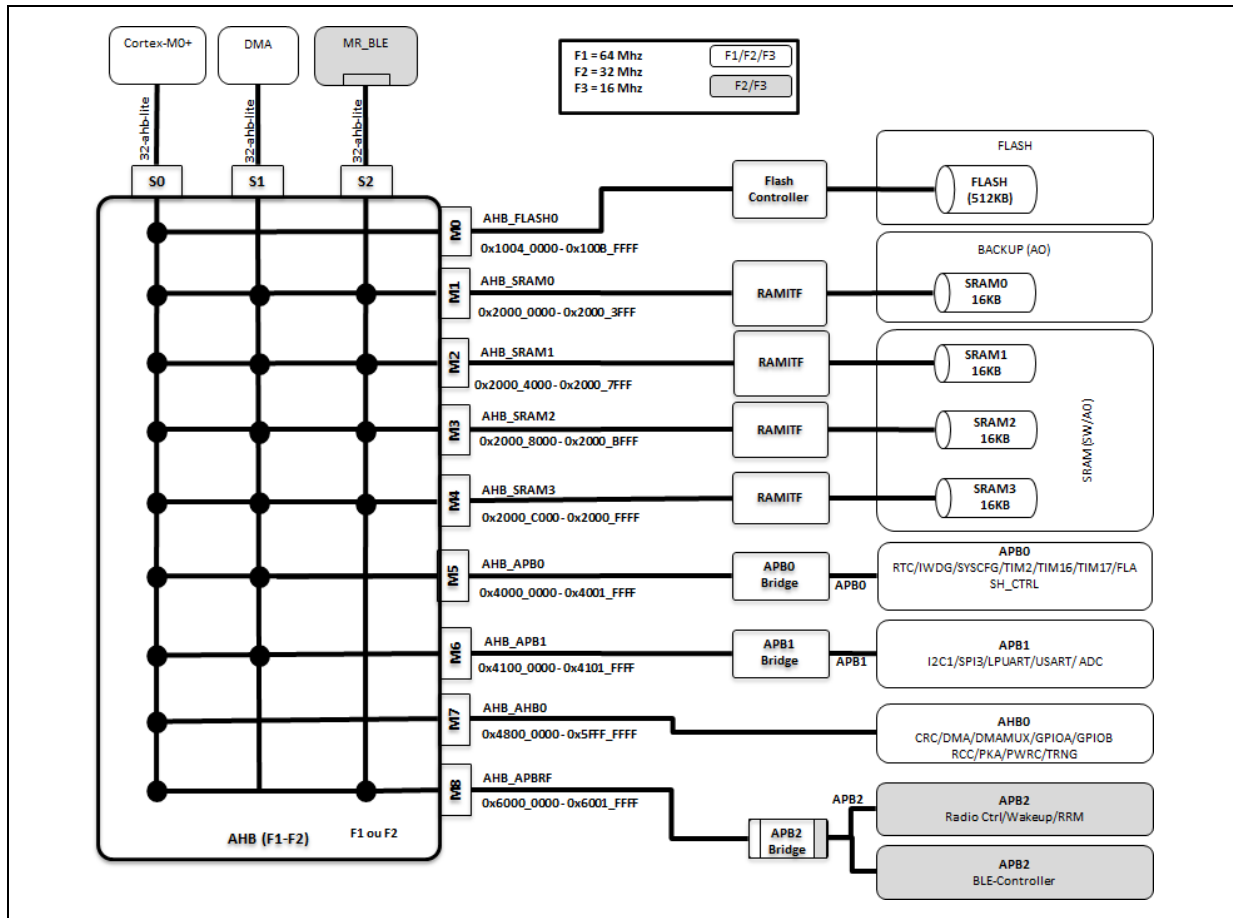 Cortex-M0+
DMA
MR_BLE
F1 = 64 Mhz
F2 = 32 Mhz
F3 = 16 Mhz
F1/F2/F3
F2/F3
32-ahb-lite
32-ahb-lite
32-ahb-lite
S0
S1
S2
M0
AHB_FLASH0
0x1004_0000 - 0x100B_FFFF
Flash
Controller
FLASH
FLASH
(512KB)
M1
AHB_SRAM0
0x2000_0000 - 0x2000_3FFF
RAMITF
BACKUP (AO)
SRAM0
16KB
M2
AHB_SRAM1
0x2000_4000 - 0x2000_7FFF
RAMITF
SRAM1
16KB
M3
AHB_SRAM2
0x2000_8000 - 0x2000_BFFF
RAMITF
SRAM2
16KB
SRAM (SW/AO)
M4
AHB_SRAM3
0x2000_C000 - 0x2000_FFFF
RAMITF
SRAM3
16KB
M5
AHB_APB0
0x4000_0000 - 0x4001_FFFF
APB0
Bridge
APB0
APB0
RTC/IWDG/SYSCFG/TIM2/TIM16/TIM17/FLA
SH_CTRL
M6
AHB_APB1
0x4100_0000 - 0x4101_FFFF
APB1
Bridge
APB1
APB1
I2C1/SPI3/LPUART/USART/ ADC
M7
AHB_AHB0
0x4800_0000 - 0x5FFF_FFFF
AHB0
CRC/DMA/DMAMUX/GPIOA/GPIOB
RCC/PKA/PWRC/TRNG
M8
AHB_APBRF
0x6000_0000 - 0x6001_FFFF
APB2
Bridge
APB2
APB2
Radio Ctrl/Wakeup/RRM
APB2
BLE-Controller
AHB (F1-F2)
F1 ou F2